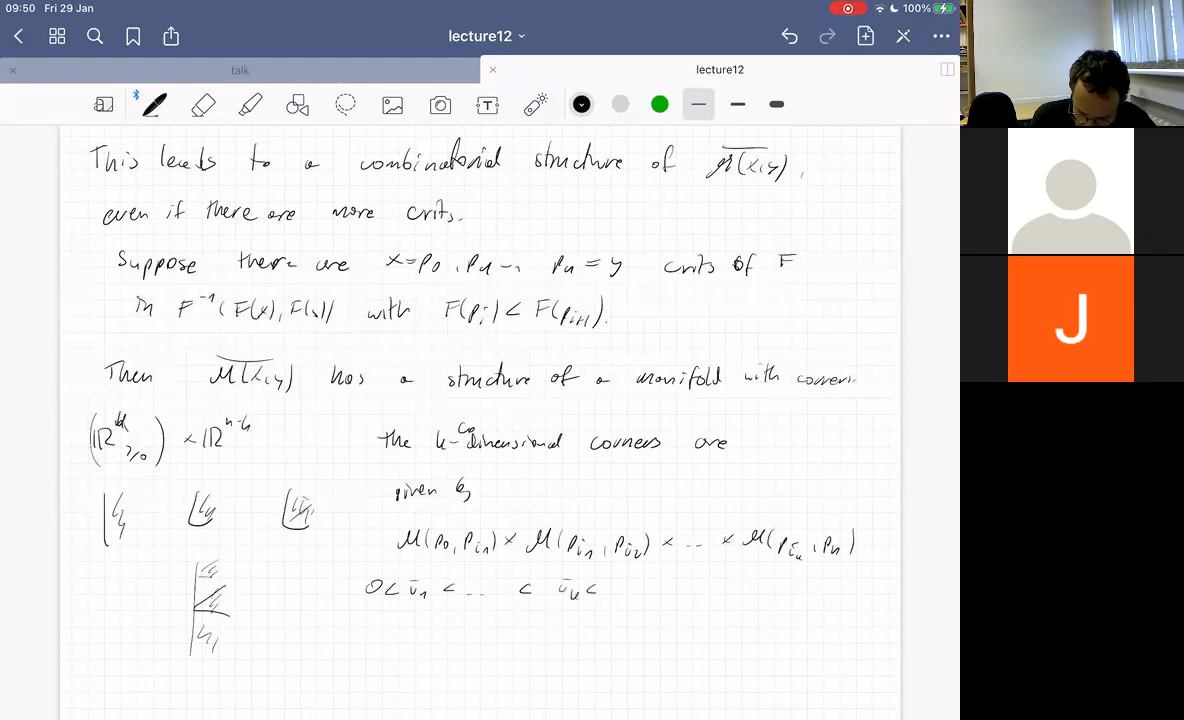 09:50 Fri 29 Jan
100%
lecture12
talk
lecture12
This leads to a combinatorial structure of M(x,y),
even if there are more crits.
Suppose there are x=p₀, p₁ -, pₙ = y crits of F
in F⁻¹(F(x), F(y)) with F(pᵢ) < F(pᵢ₊₁).
Then M(x,y) has a structure of a manifold with corners
(ℝᵏ≥₀) × ℝⁿ⁻ᵏ the k-codimensional corners are
given by
M(p₀, pᵢ₁) × M(pᵢ₁, pᵢ₂) × ... × M(pᵢₖ, pₙ)
0 < i₁ < ... < iₖ <
J